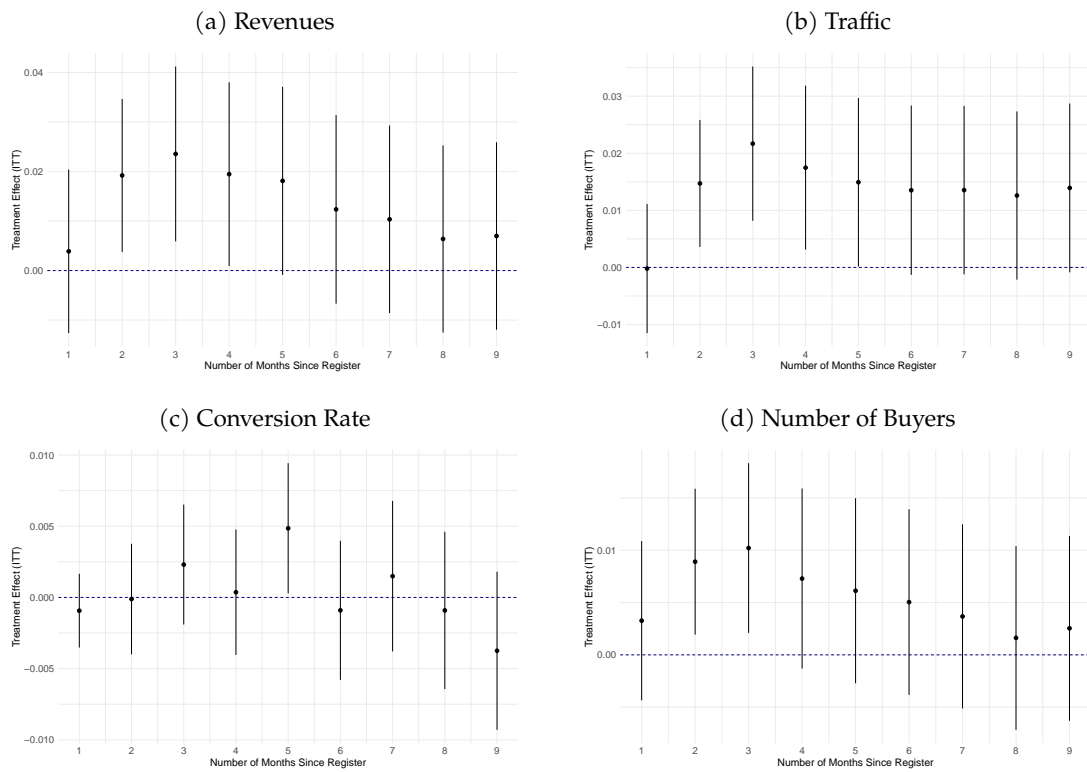 (a) Revenues
0.04
0.02
0.00
Treatment Effect (ITT)
1 2 3 4 5 6 7 8 9
Number of Months Since Register
(b) Traffic
0.03
0.02
0.01
0.00
−0.01
Treatment Effect (ITT)
1 2 3 4 5 6 7 8 9
Number of Months Since Register
(c) Conversion Rate
0.010
0.005
0.000
−0.005
−0.010
Treatment Effect (ITT)
1 2 3 4 5 6 7 8 9
Number of Months Since Register
(d) Number of Buyers
0.01
0.00
Treatment Effect (ITT)
1 2 3 4 5 6 7 8 9
Number of Months Since Register